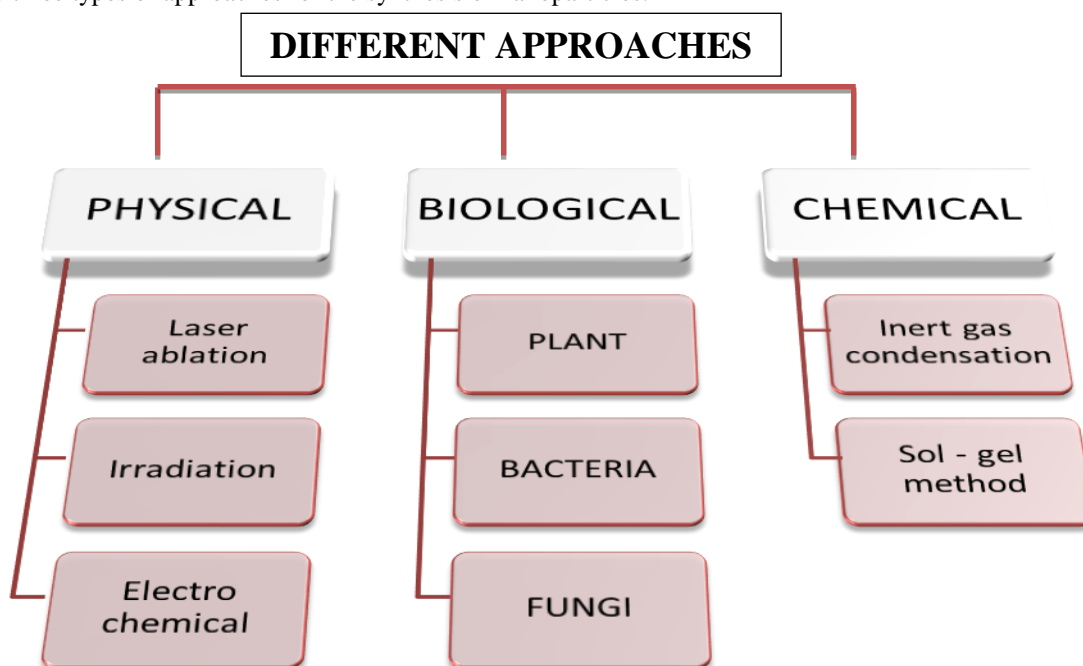 DIFFERENT APPROACHES
PHYSICAL
Laser
ablation
Irradiation
Electro
chemical
BIOLOGICAL
PLANT
BACTERIA
FUNGI
CHEMICAL
Inert gas
condensation
Sol - gel
method